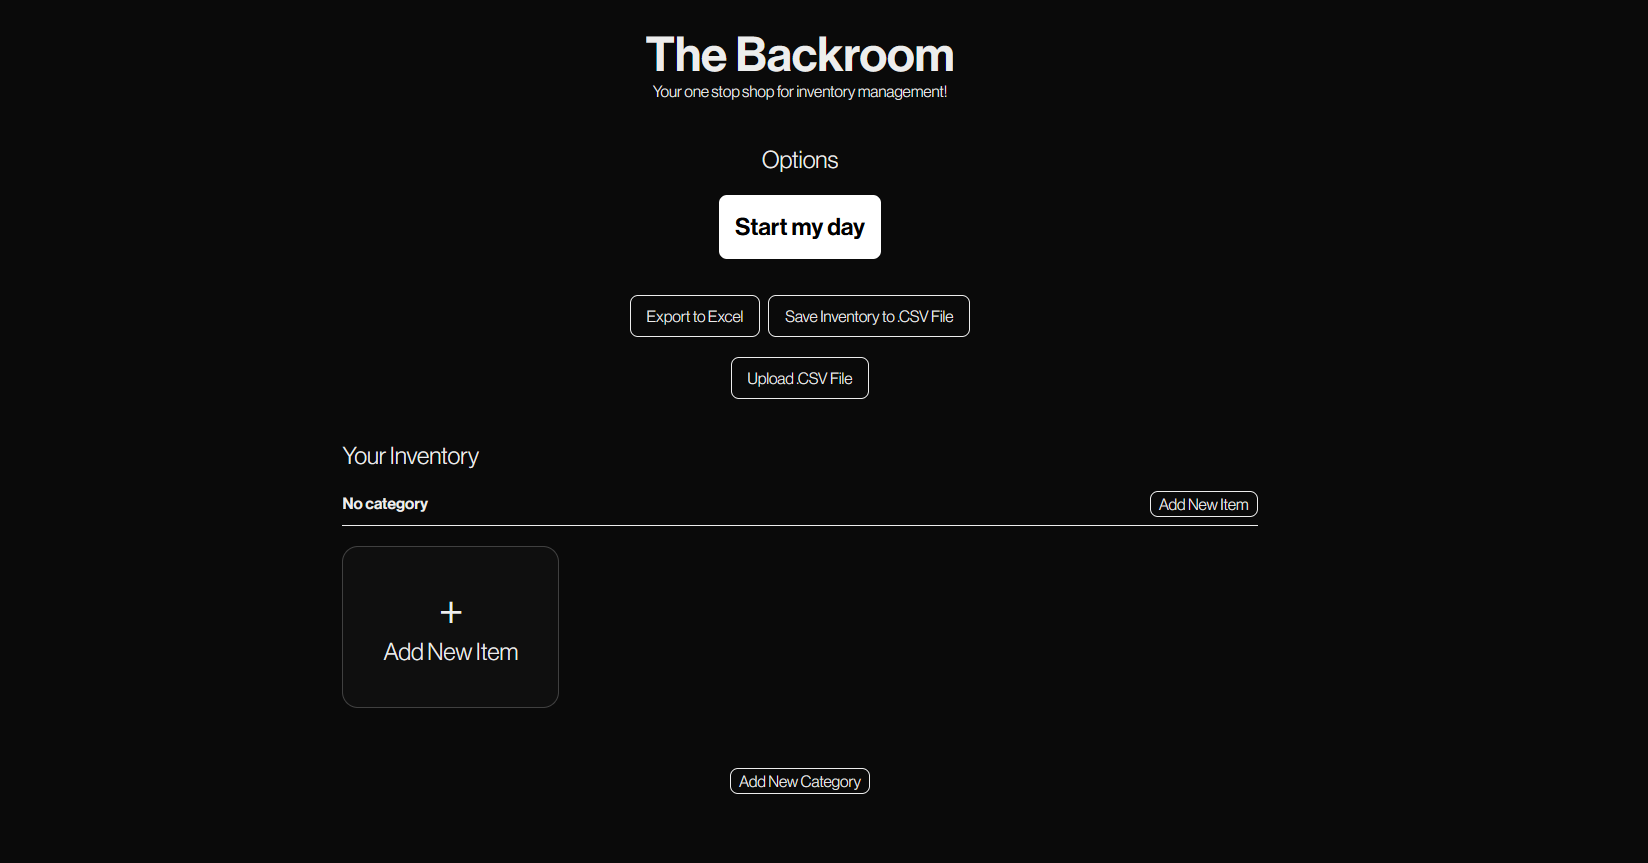 The Backroom
Your one stop shop for inventory management!
Options
Start my day
Export to Excel
Save Inventory to .CSV File
Upload .CSV File
Your Inventory
No category
Add New Item
+
Add New Item
Add New Category